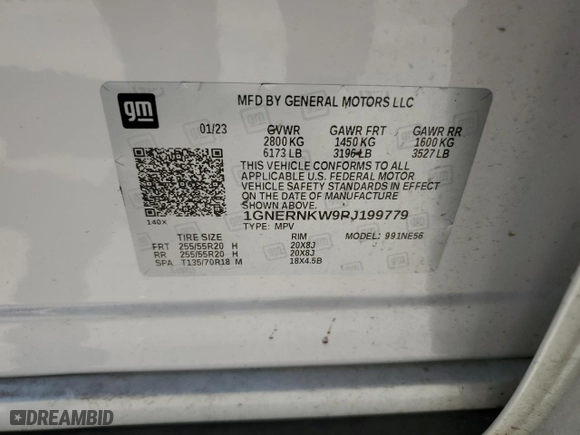 gm
MFD BY GENERAL MOTORS LLC
01/23 GVWR GAWR FRT GAWR RR
2800 KG 1450 KG 1600 KG
6173 LB 3196 LB 3527 LB
THIS VEHICLE CONFORMS TO ALL
APPLICABLE U.S. FEDERAL MOTOR
VEHICLE SAFETY STANDARDS IN EFFECT
ON THE DATE OF MANUFACTURE
SHOWN ABOVE.
1GNERNKW9PJ199779
TYPE: MPV MODEL: 991NE56
140X
TIRE SIZE RIM
FRT 255/55R20 H 20X8J
RR 255/55R20 H 20X8J
SPA T135/70R18 M 18X4.5B
DREAMBID